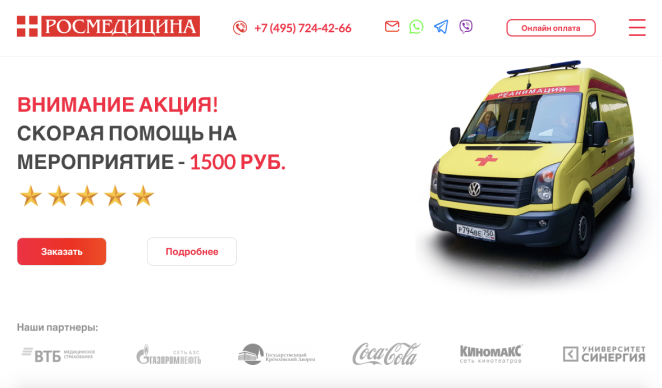 РОСМЕДИЦИНА
+7 (495) 724-42-66
Онлайн оплата
ВНИМАНИЕ АКЦИЯ!
СКОРАЯ ПОМОЩЬ НА
МЕРОПРИЯТИЕ - 1500 РУБ.
РЕАНИМАЦИЯ
Р794ВЕ 750
Заказать
Подробнее
Наши партнеры:
ВТБ МЕДИЦИНСКОЕ СТРАХОВАНИЕ
СЕТЬ АЗС
ГАЗПРОМНЕФТЬ
Государственный
Кремлёвский Дворец
Coca-Cola
КИНОМАКС
сеть кинотеатров
УНИВЕРСИТЕТ
СИНЕРГИЯ